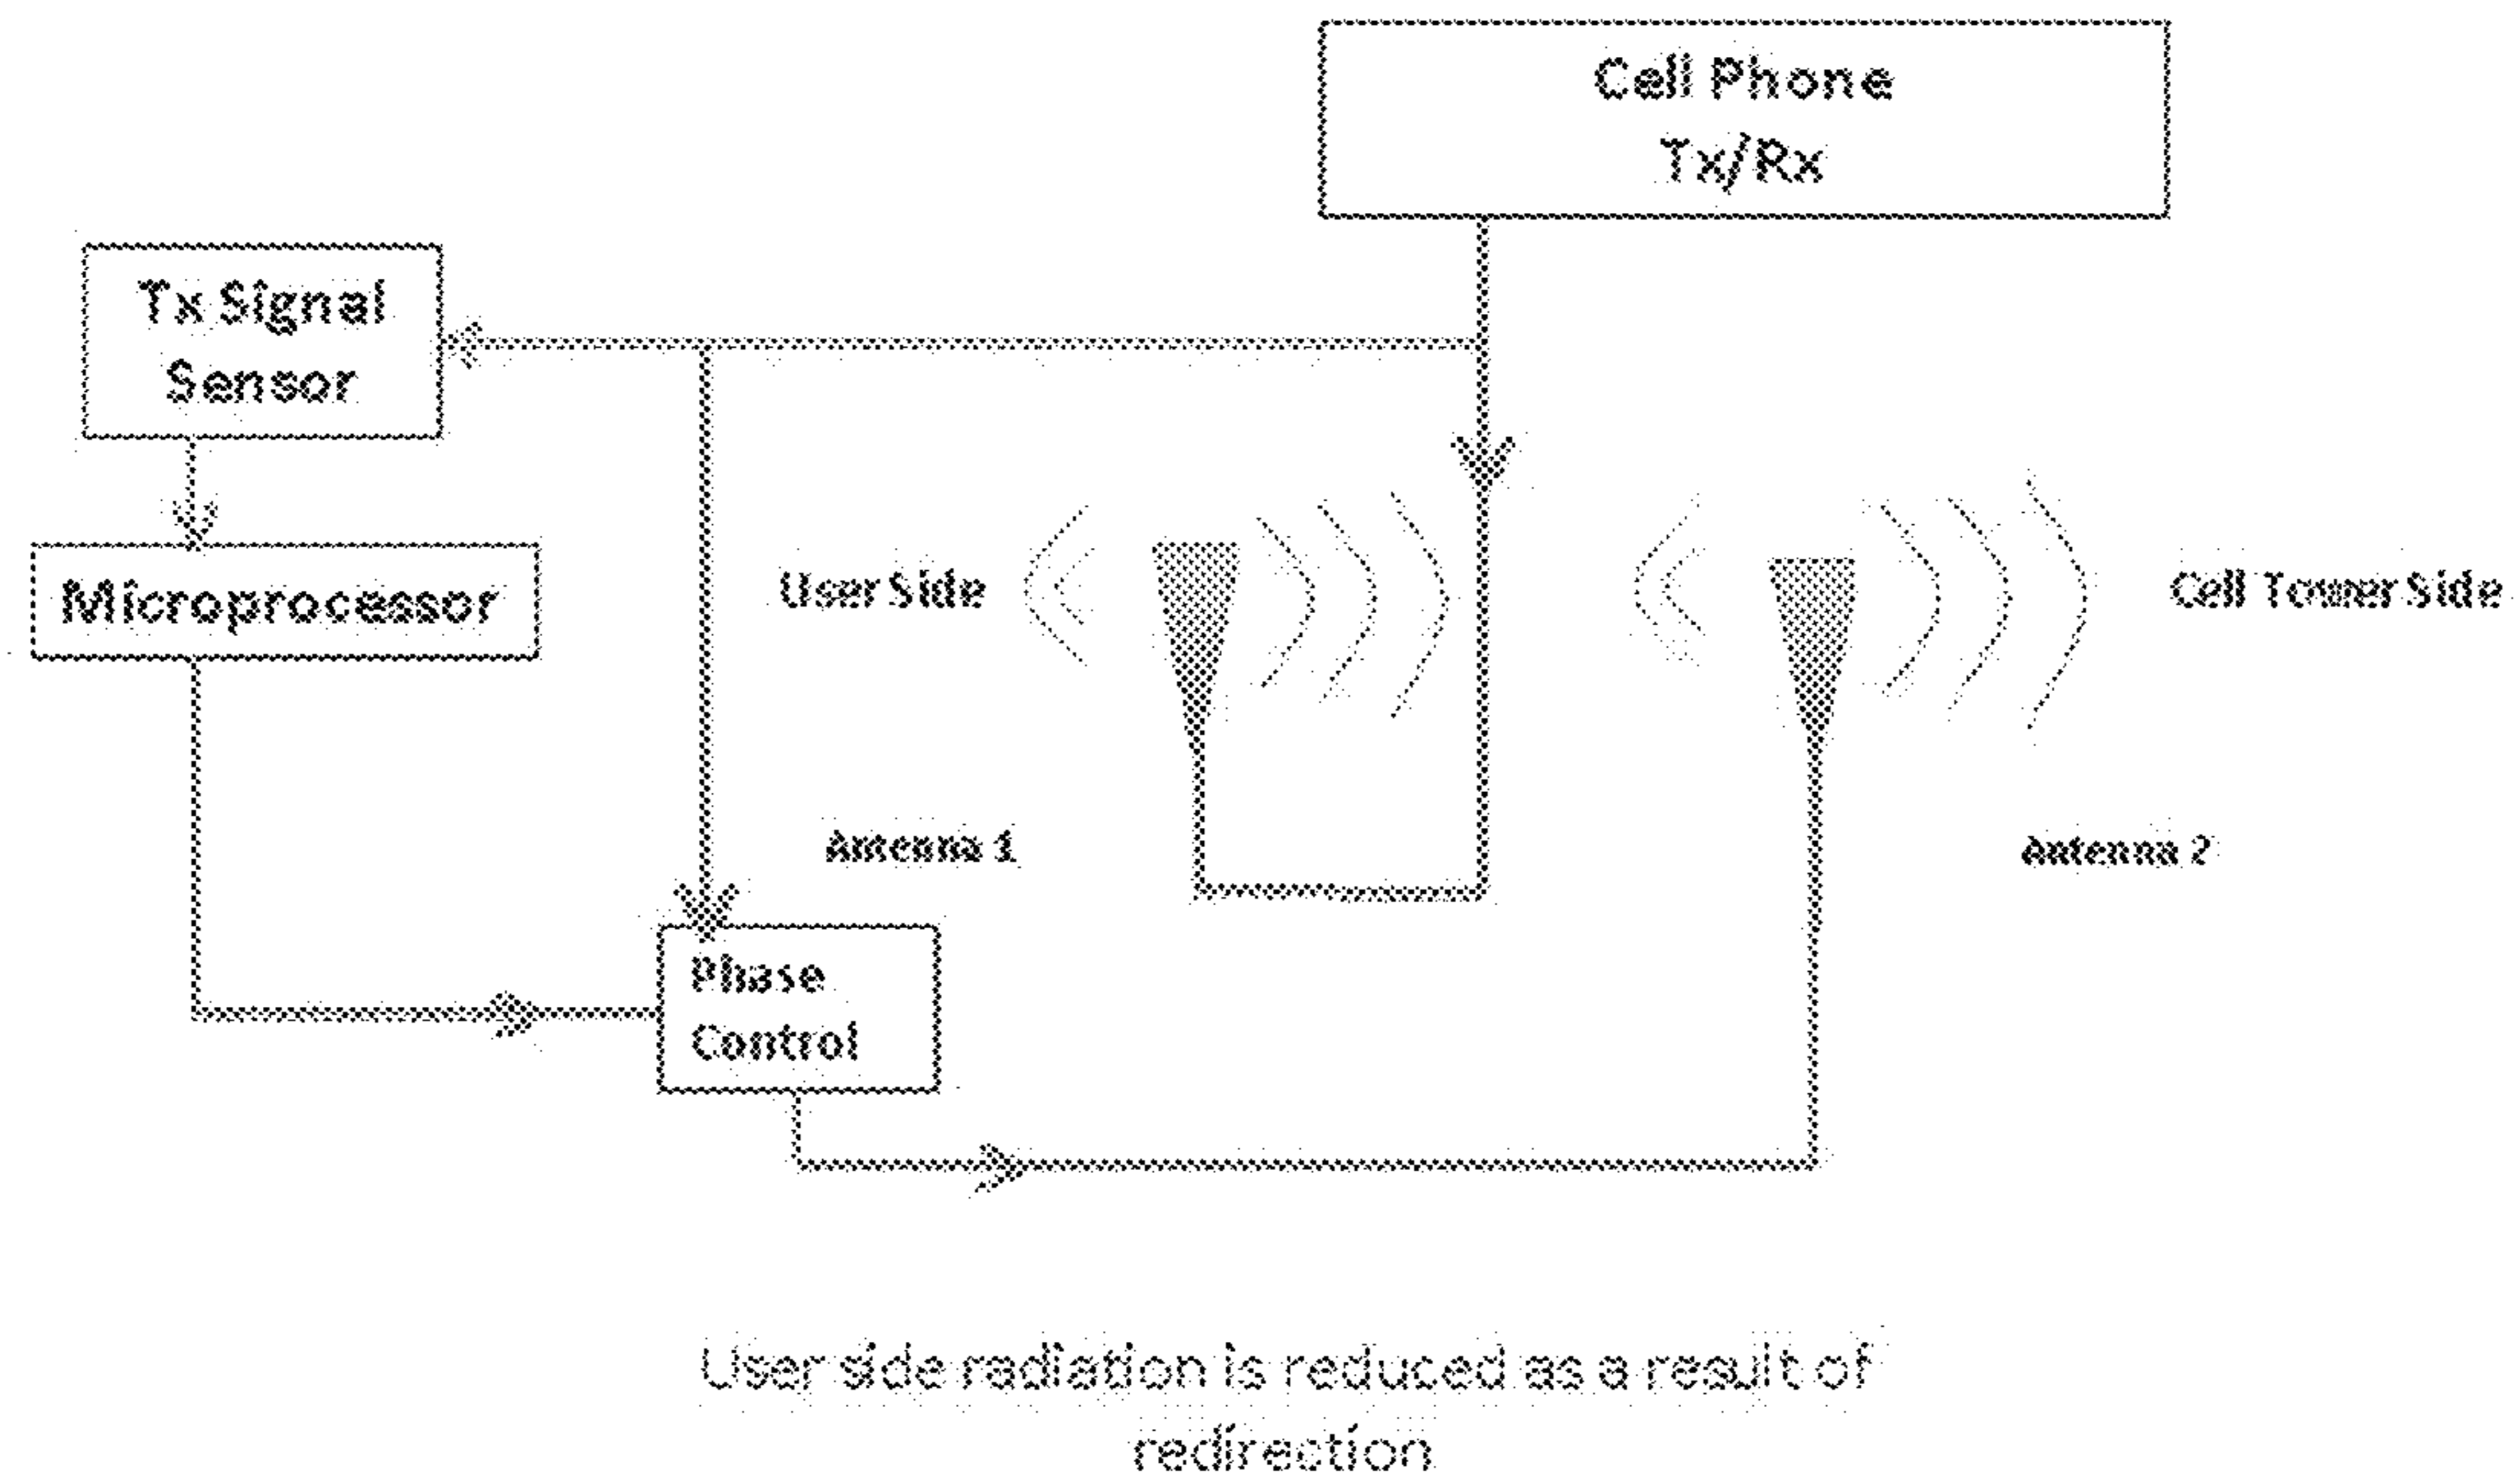 Cell Phone
Tx/Rx
Tx Signal
Sensor
Microprocessor
User Side
Cell Tower Side
Antenna 1
Antenna 2
Phase
Control
User side radiation is reduced as a result of
redirection